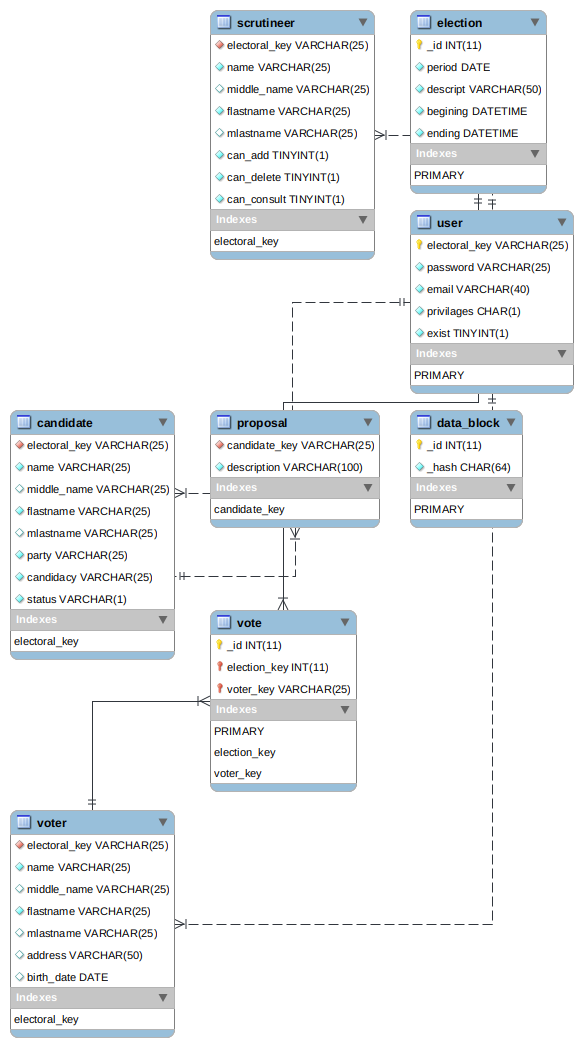 scrutineer
electoral_key VARCHAR(25)
name VARCHAR(25)
middle_name VARCHAR(25)
flastname VARCHAR(25)
mlastname VARCHAR(25)
can_add TINYINT(1)
can_delete TINYINT(1)
can_consult TINYINT(1)
Indexes
electoral_key
election
_id INT(11)
period DATE
descript VARCHAR(50)
begining DATETIME
ending DATETIME
Indexes
PRIMARY
user
electoral_key VARCHAR(25)
password VARCHAR(25)
email VARCHAR(40)
privilages CHAR(1)
exist TINYINT(1)
Indexes
PRIMARY
candidate
electoral_key VARCHAR(25)
name VARCHAR(25)
middle_name VARCHAR(25)
flastname VARCHAR(25)
mlastname VARCHAR(25)
party VARCHAR(25)
candidacy VARCHAR(25)
status VARCHAR(1)
Indexes
electoral_key
proposal
candidate_key VARCHAR(25)
description VARCHAR(100)
Indexes
candidate_key
data_block
_id INT(11)
_hash CHAR(64)
Indexes
PRIMARY
vote
_id INT(11)
election_key INT(11)
voter_key VARCHAR(25)
Indexes
PRIMARY
election_key
voter_key
voter
electoral_key VARCHAR(25)
name VARCHAR(25)
middle_name VARCHAR(25)
flastname VARCHAR(25)
mlastname VARCHAR(25)
address VARCHAR(50)
birth_date DATE
Indexes
electoral_key